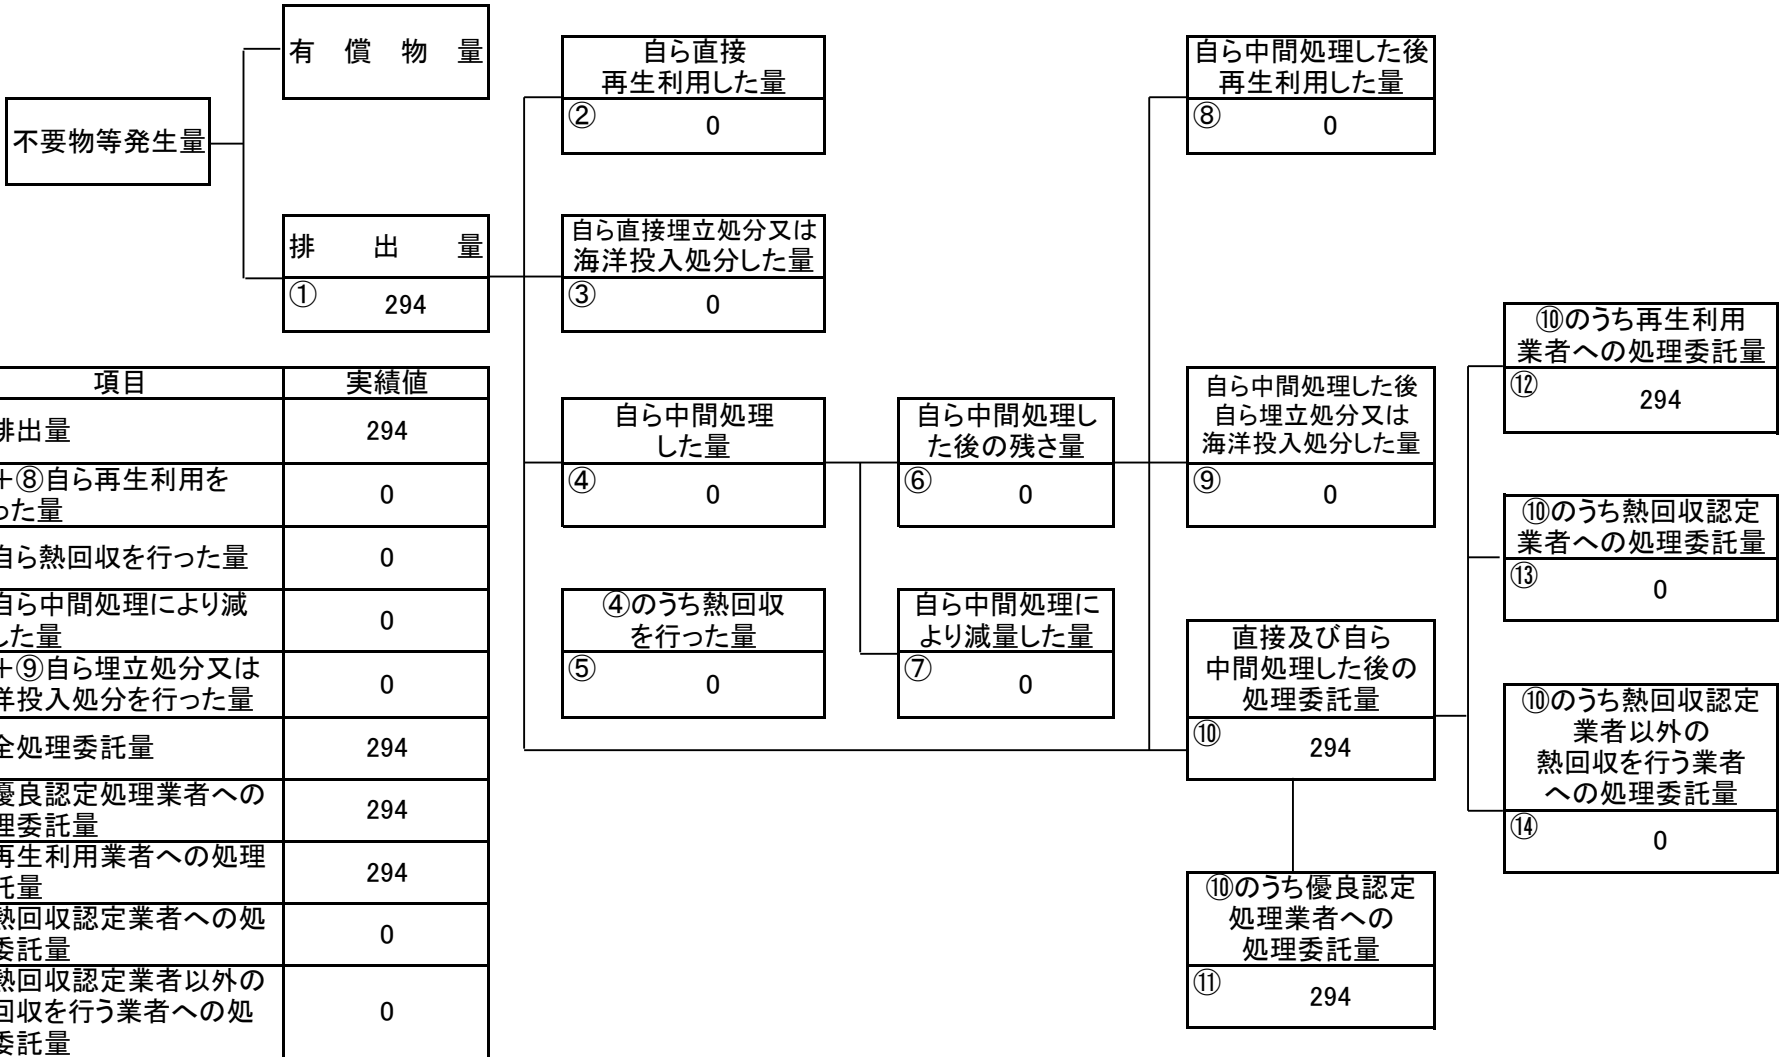 有償物量
不要物等発生量
排出量
① 294
自ら直接
再生利用した量
② 0
自ら直接埋立処分又は
海洋投入処分した量
③ 0
自ら中間処理
した量
④ 0
④のうち熱回収
を行った量
⑤ 0
自ら中間処理し
た後の残さ量
⑥ 0
自ら中間処理に
より減量した量
⑦ 0
自ら中間処理した後
再生利用した量
⑧ 0
自ら中間処理した後
自ら埋立処分又は
海洋投入処分した量
⑨ 0
直接及び自ら
中間処理した後の
処理委託量
⑩ 294
⑩のうち優良認定
処理業者への
処理委託量
⑪ 294
⑩のうち再生利用
業者への処理委託量
⑫ 294
⑩のうち熱回収認定
業者への処理委託量
⑬ 0
⑩のうち熱回収認定
業者以外の
熱回収を行う業者
への処理委託量
⑭ 0
項目 実績値
排出量 294
+⑧自ら再生利用を
った量 0
自ら熱回収を行った量 0
自ら中間処理により減
した量 0
+⑨自ら埋立処分又は
洋投入処分を行った量 0
全処理委託量 294
優良認定処理業者への
理委託量 294
再生利用業者への処理
託量 294
熱回収認定業者への処
委託量 0
熱回収認定業者以外の
回収を行う業者への処
委託量 0